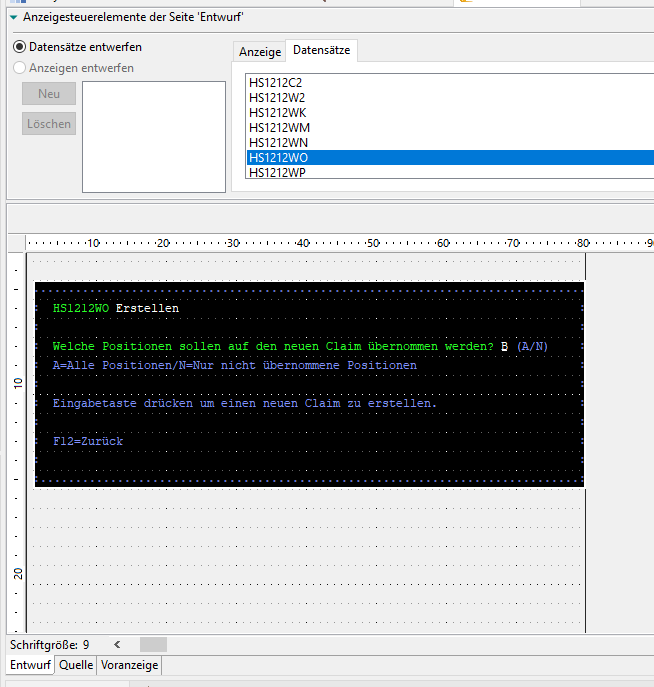 Anzeigesteuerelemente der Seite 'Entwurf'
Datensätze entwerfen
Anzeigen entwerfen
Neu
Löschen
Anzeige Datensätze
HS1212C2
HS1212W2
HS1212WK
HS1212WM
HS1212WN
HS1212WO
HS1212WP
10 20 30 40 50 60 70 80 90
HS1212WO Erstellen
Welche Positionen sollen auf den neuen Claim übernommen werden? B (A/N)
A=Alle Positionen/N=Nur nicht übernommene Positionen
10
Eingabetaste drücken um einen neuen Claim zu erstellen.
F12=Zurück
20
Schriftgröße: 9
Entwurf Quelle Voranzeige